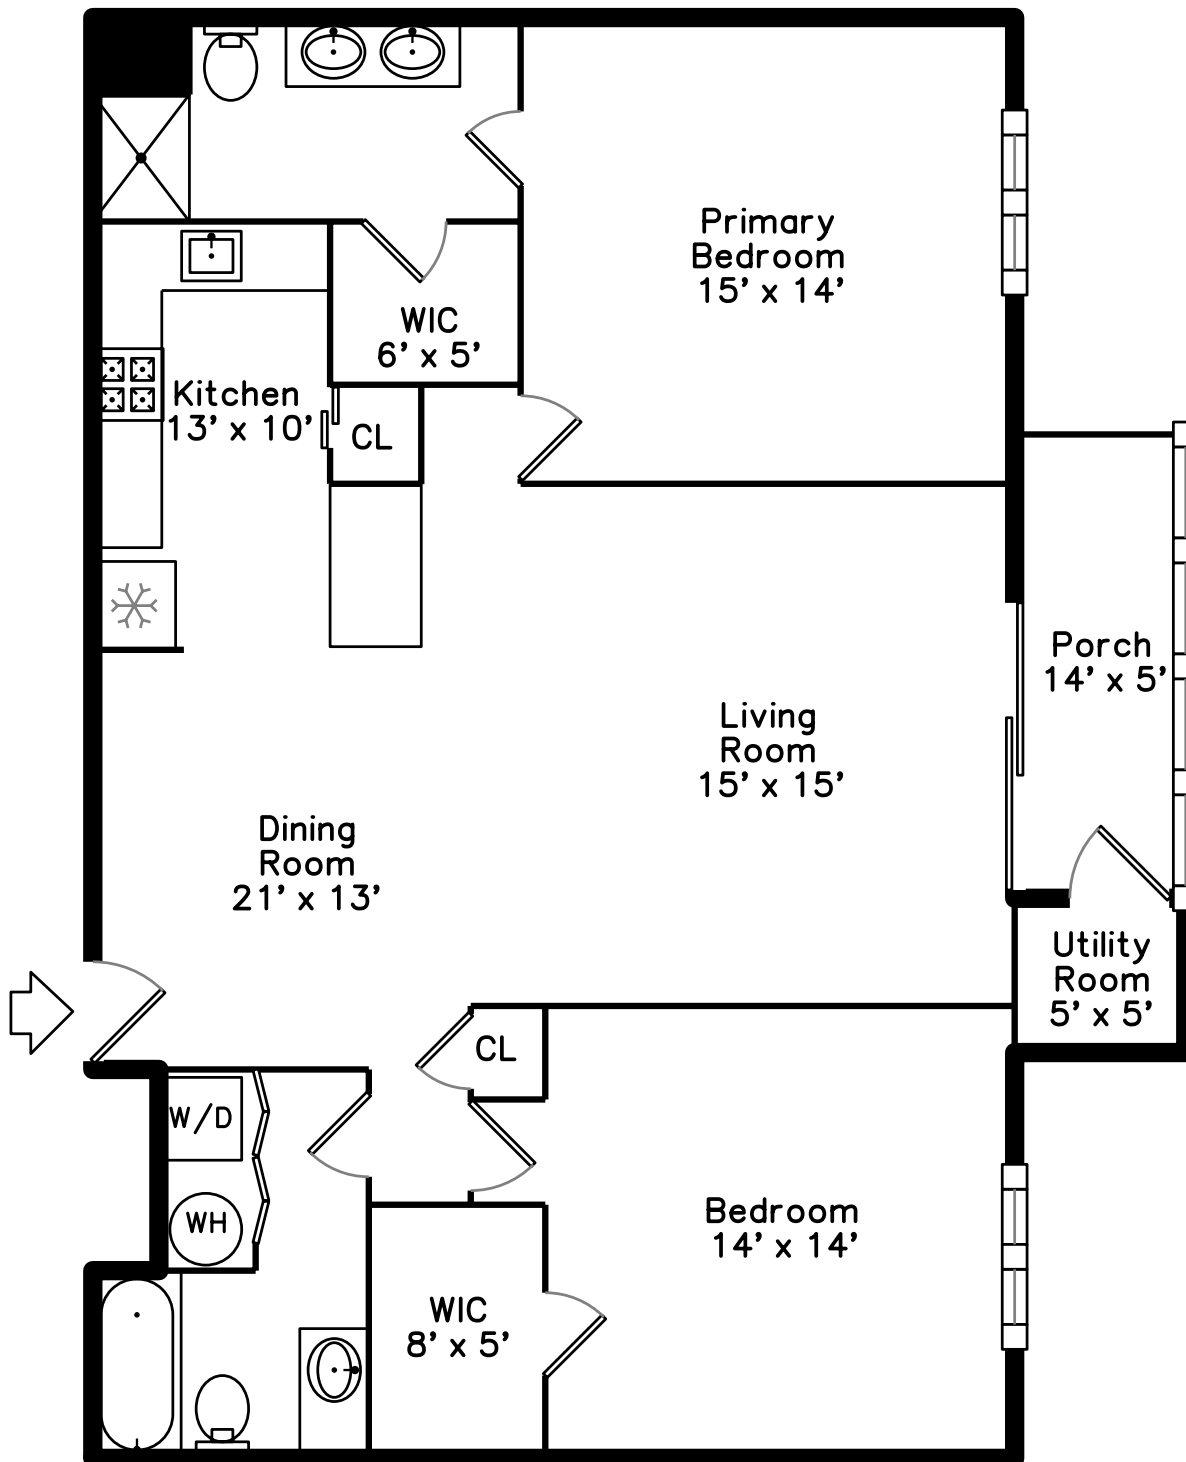 Primary
Bedroom
15' x 14'
WIC
6' x 5'
Kitchen
13' x 10'
CL
Porch
14' x 5'
Living
Room
15' x 15'
Dining
Room
21' x 13'
Utility
Room
5' x 5'
CL
W/D
WH
Bedroom
14' x 14'
WIC
8' x 5'